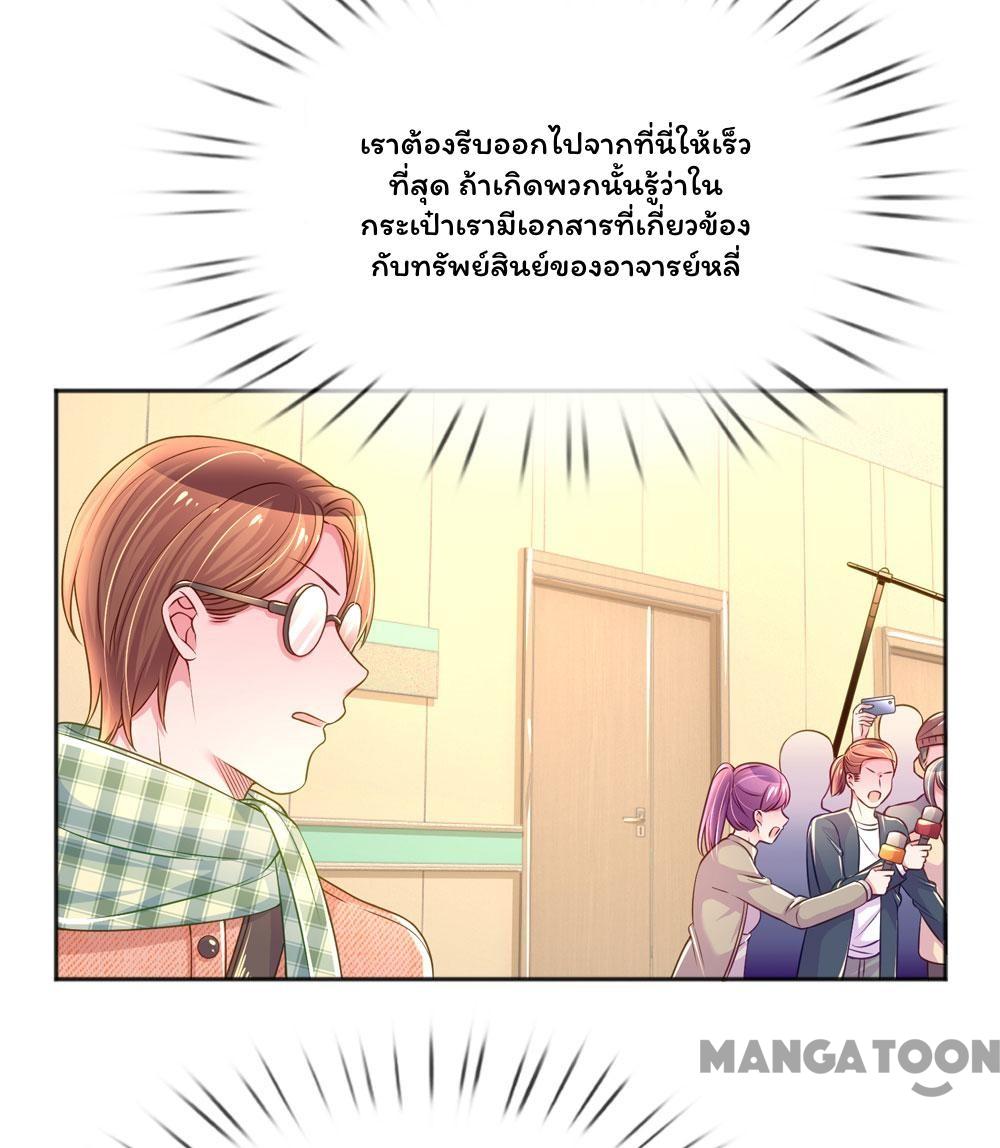 เราต้องรีบออกไปจากที่นี่ให้เร็ว
ที่สุด ถ้าเกิดพวกนั้นรู้ว่าใน
กระเป๋าเรามีเอกสารที่เกี่ยวข้อง
กับทรัพย์สินย์ของอาจารย์หลี่
MANGATOON